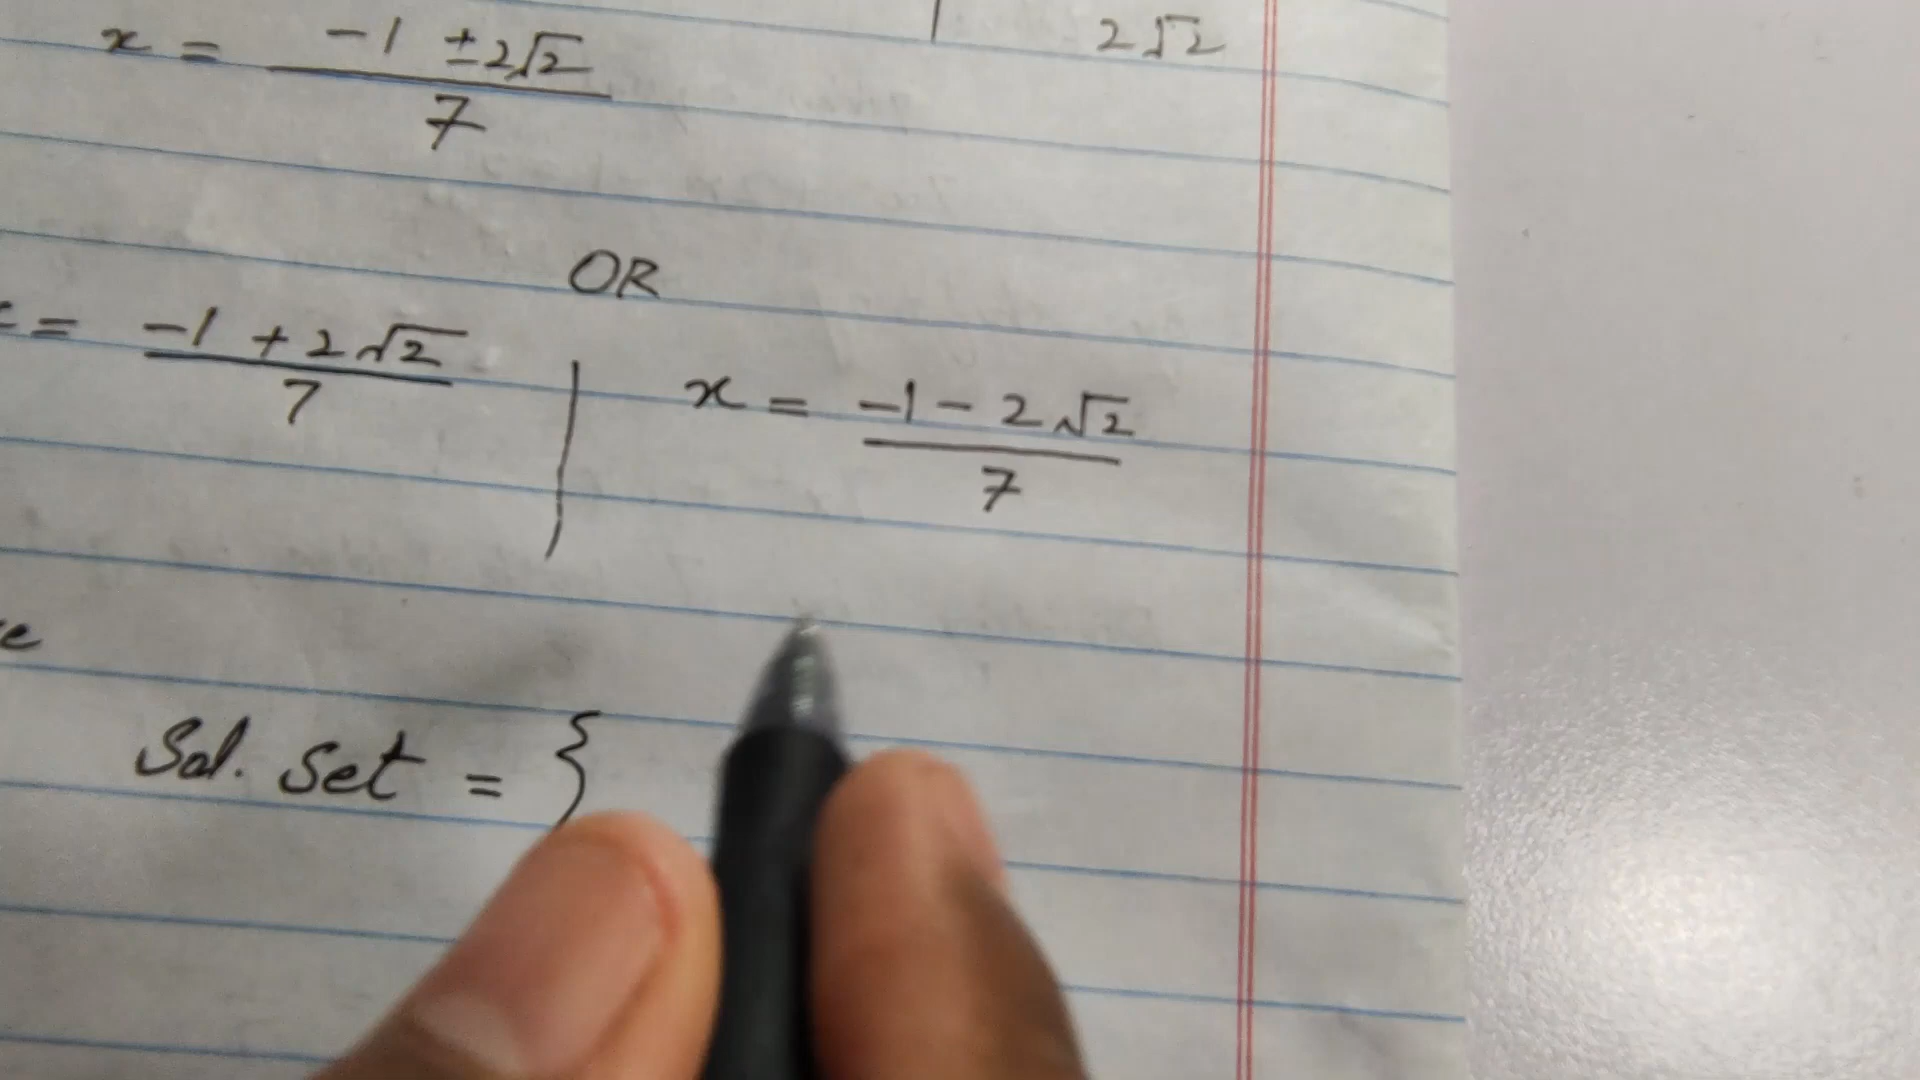 2√2
x = (-1 ± 2√2)/7
OR
= (-1 + 2√2)/7 | x = (-1 - 2√2)/7
Sol. Set = {